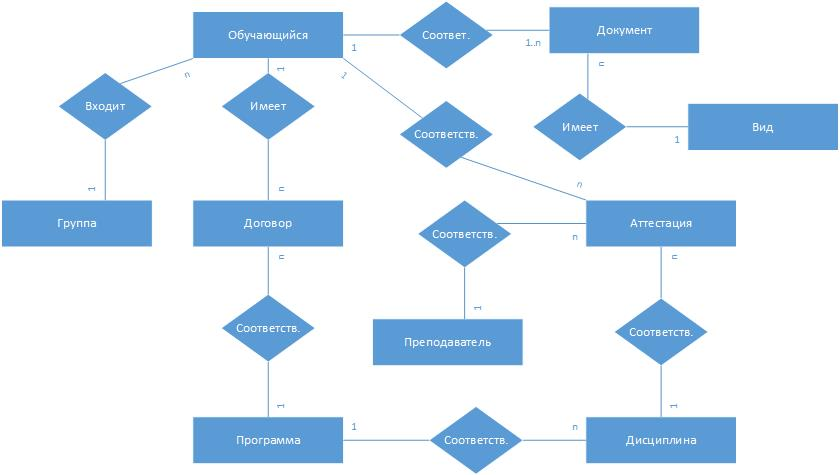 Обучающийся
1
Соответ.
1..n
Документ
n
1
1
n
Входит
Имеет
Соответств.
Имеет
1
Вид
1
n
n
Группа
Договор
Соответств.
n
Аттестация
n
n
1
Соответств.
Преподаватель
Соответств.
1
1
Программа
1
Соответств.
n
Дисциплина